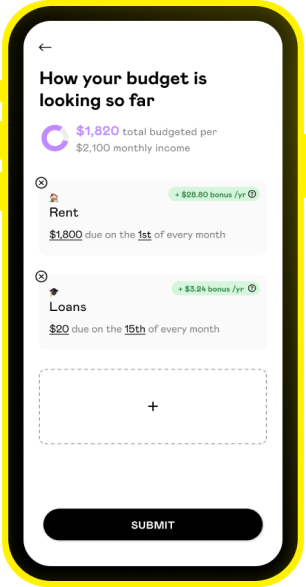 How your budget is
looking so far
$1,820 total budgeted per
$2,100 monthly income
+ $28.80 bonus /yr ?
Rent
$1,800 due on the 1st of every month
+ $3.24 bonus /yr ?
Loans
$20 due on the 15th of every month
+
SUBMIT